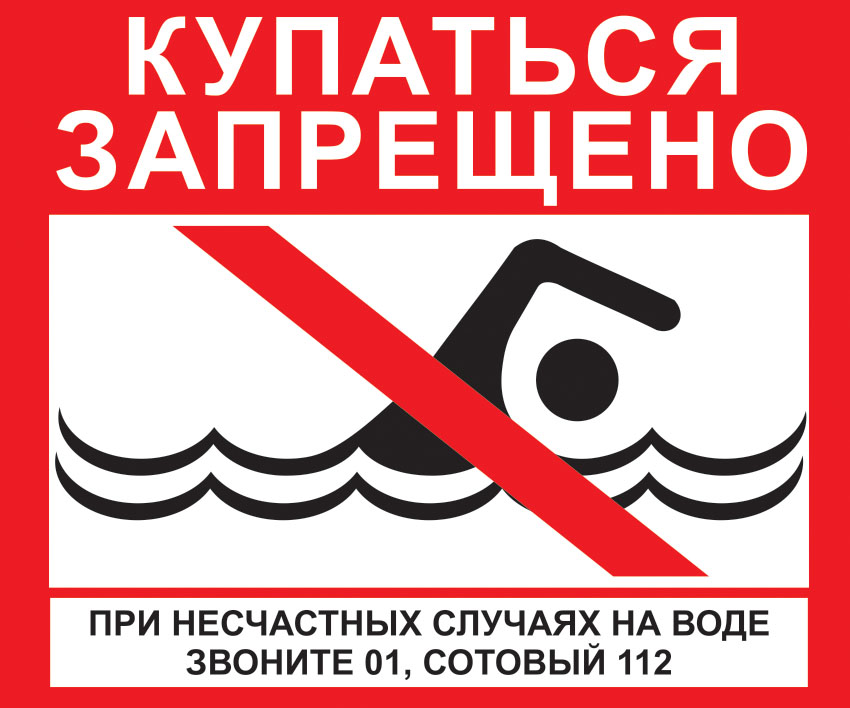 КУПАТЬСЯ
ЗАПРЕЩЕНО
ПРИ НЕСЧАСТНЫХ СЛУЧАЯХ НА ВОДЕ
ЗВОНИТЕ 01, СОТОВЫЙ 112